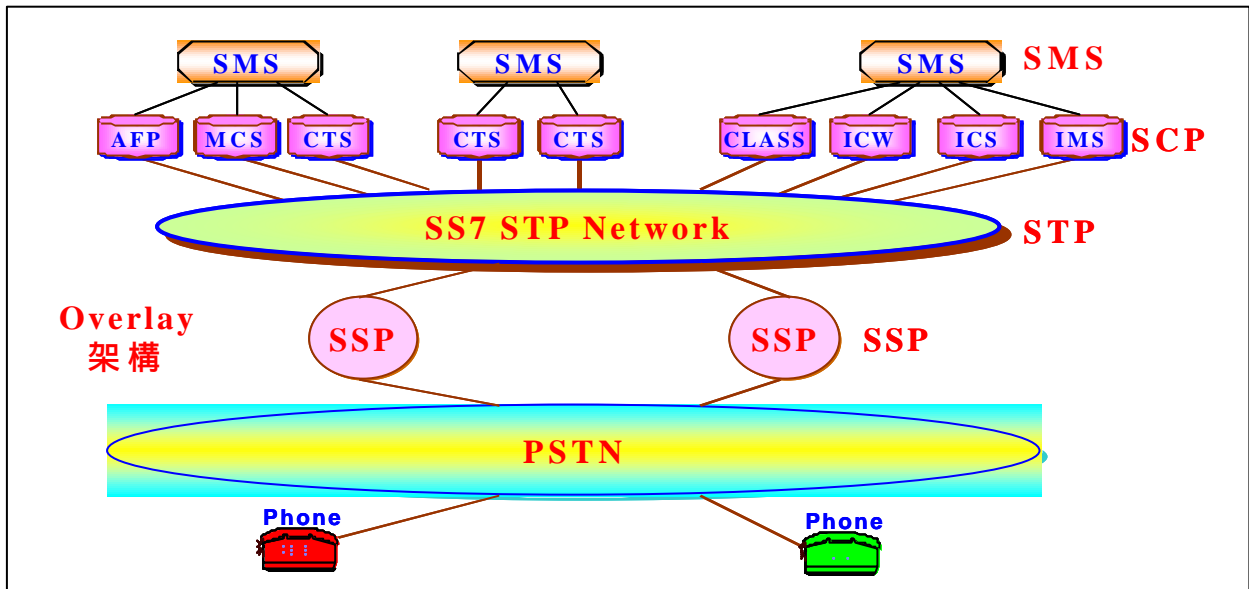 SMS SMS SMS SMS
AFP MCS CTS CTS CTS CLASS ICW ICS IMS SCP
SS7 STP Network STP
Overlay
架構
SSP SSP SSP
PSTN
Phone Phone